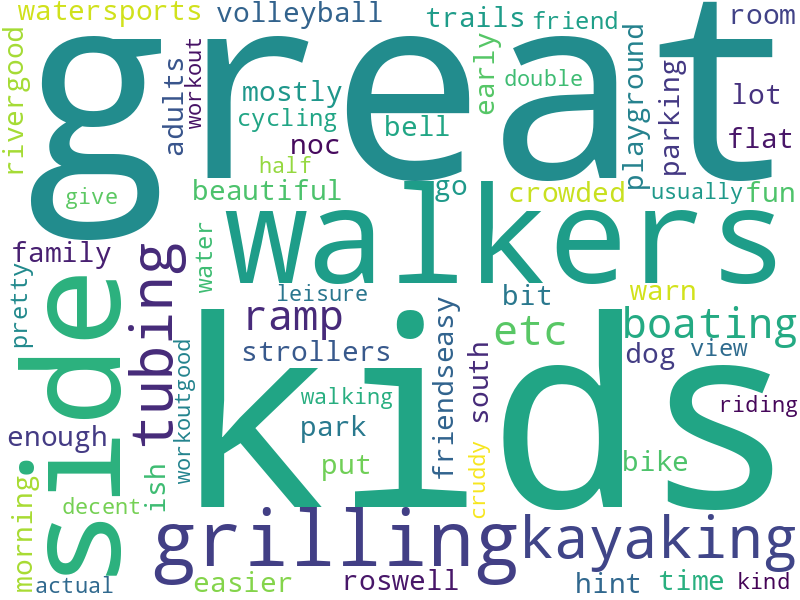 watersports
volleyball
trails
friend
room
great
rivergood
adults
workout
mostly
cycling
half
noc
bell
early
double
playground
parking
lot
flat
give
beautiful
go
crowded
usually
fun
walkers
family
pretty
side
tubing
water
leisure
ramp
strollers
bit
etc
warn
boating
dog
view
kids
friendseasy
south
workoutgood
walking
park
put
riding
enough
bike
cruddy
morning
decent
ish
grilling
kayaking
actual
easier
roswell
hint
time
kind